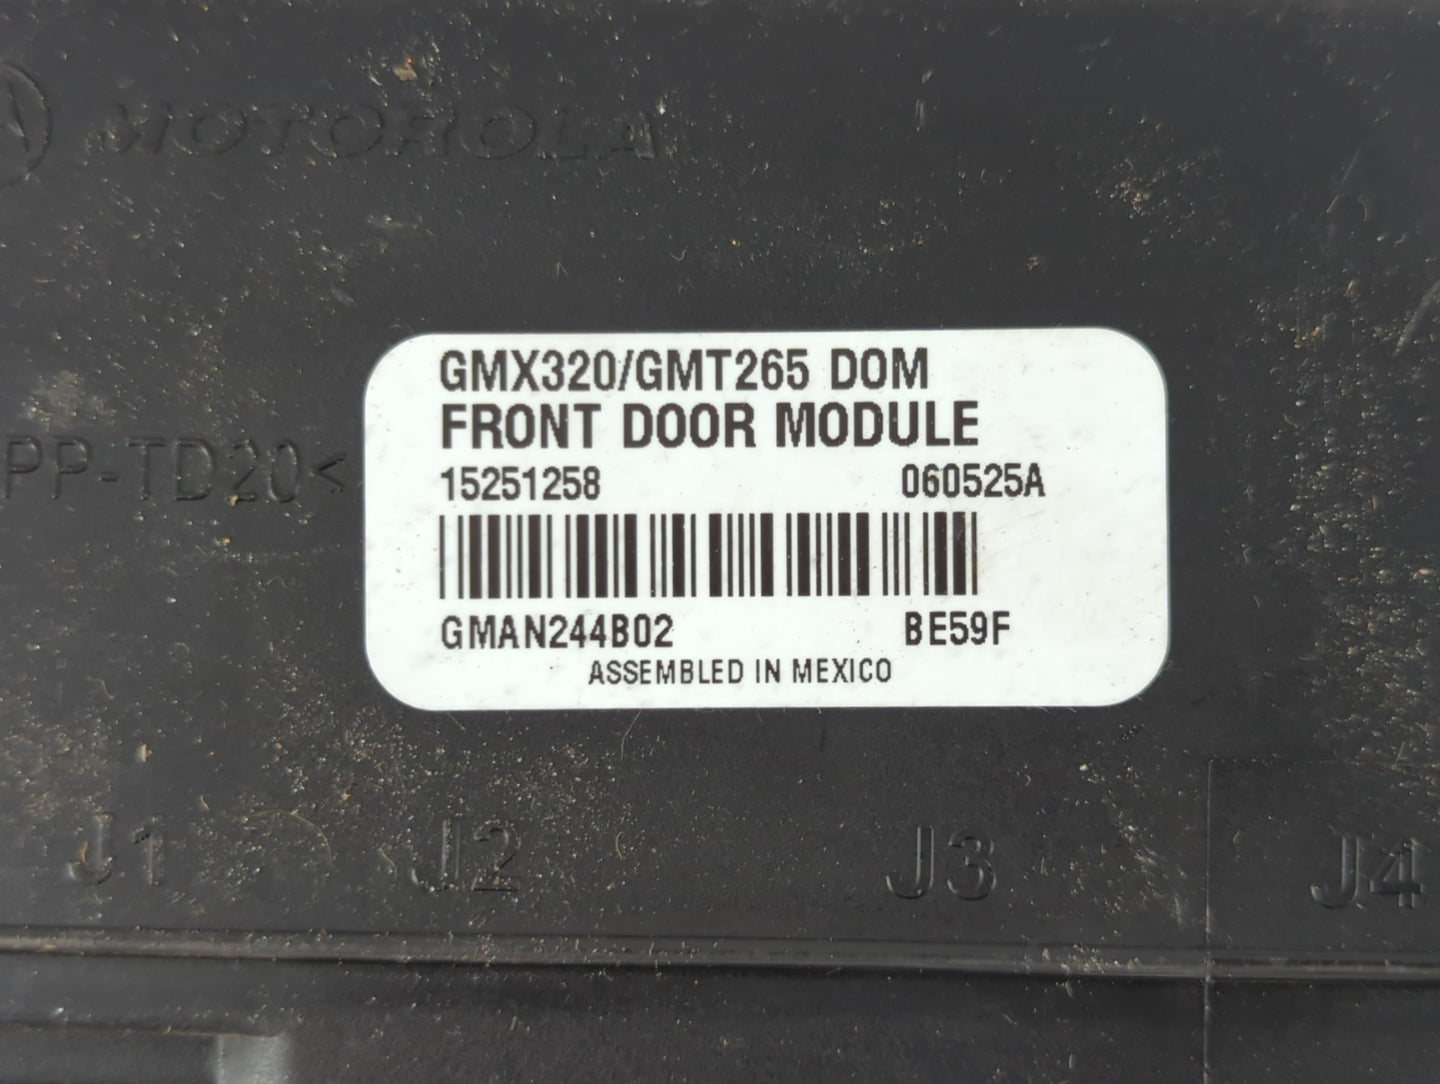 MOTOROLA
GMX320/GMT265 DOM
FRONT DOOR MODULE
PP-TD20<
15251258 060525A
GMAN244B02 BE59F
ASSEMBLED IN MEXICO
J1 J2 J3 J4